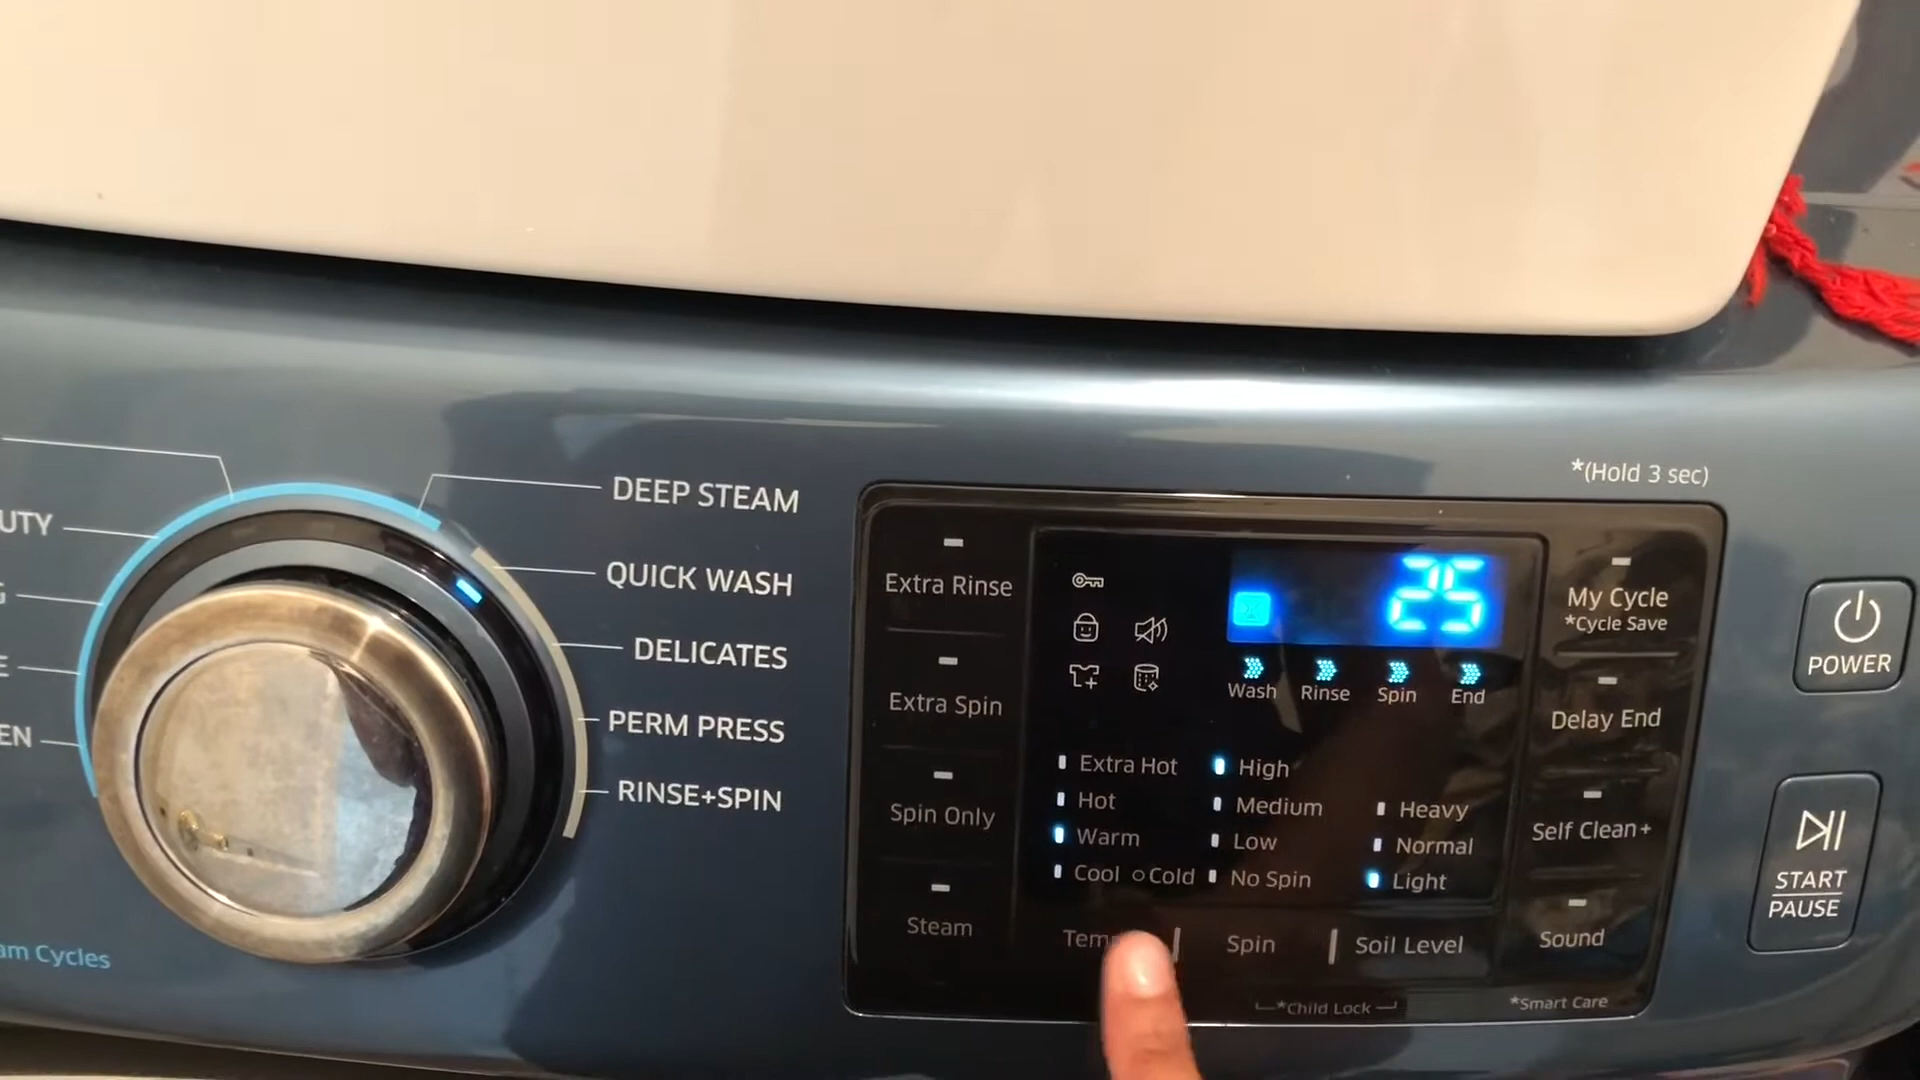 DEEP STEAM
QUICK WASH
DELICATES
PERM PRESS
RINSE+SPIN
Extra Rinse
Extra Spin
Spin Only
Steam
25
Wash Rinse Spin End
Extra Hot
Hot
Warm
Cool Cold
High
Medium
Low
No Spin
Heavy
Normal
Light
Spin
Soil Level
*Child Lock
*(Hold 3 sec)
My Cycle
*Cycle Save
Delay End
Self Clean+
Sound
*Smart Care
POWER
START
PAUSE
Cycles